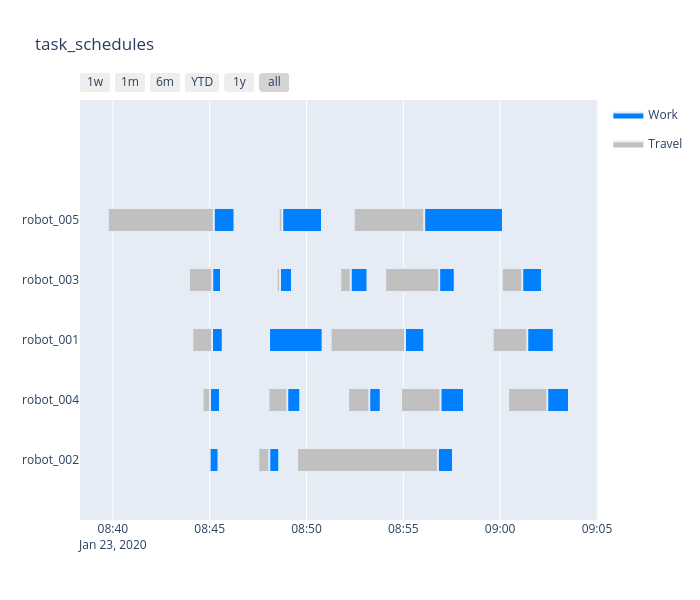 task_schedules
1w 1m 6m YTD 1y all
Work
Travel
robot_005
robot_003
robot_001
robot_004
robot_002
08:40 08:45 08:50 08:55 09:00 09:05
Jan 23, 2020